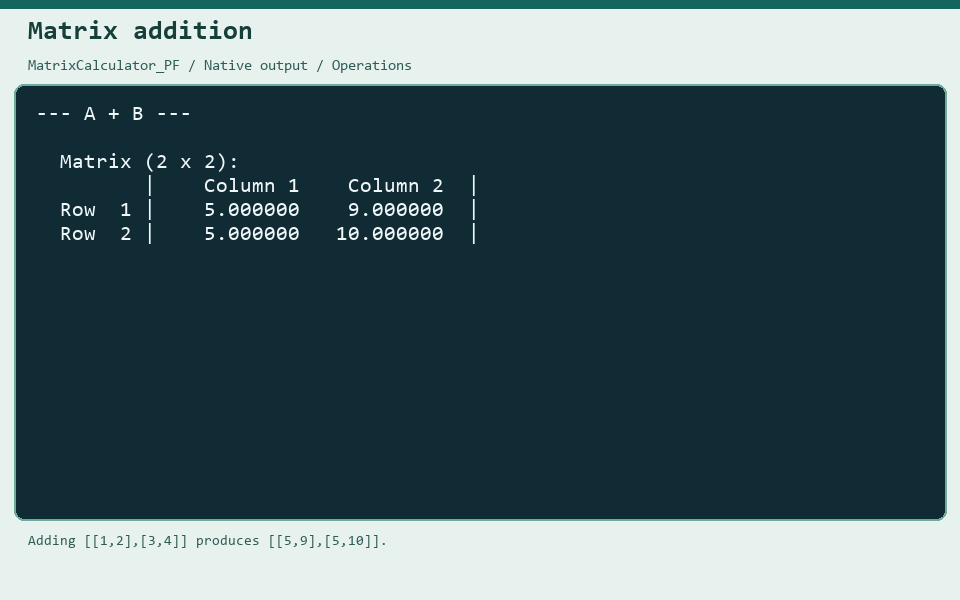 Matrix addition
MatrixCalculator_PF / Native output / Operations
--- A + B ---
Matrix (2 x 2):
| Column 1 Column 2 |
Row 1 | 5.000000 9.000000 |
Row 2 | 5.000000 10.000000 |
Adding [[1,2],[3,4]] produces [[5,9],[5,10]].